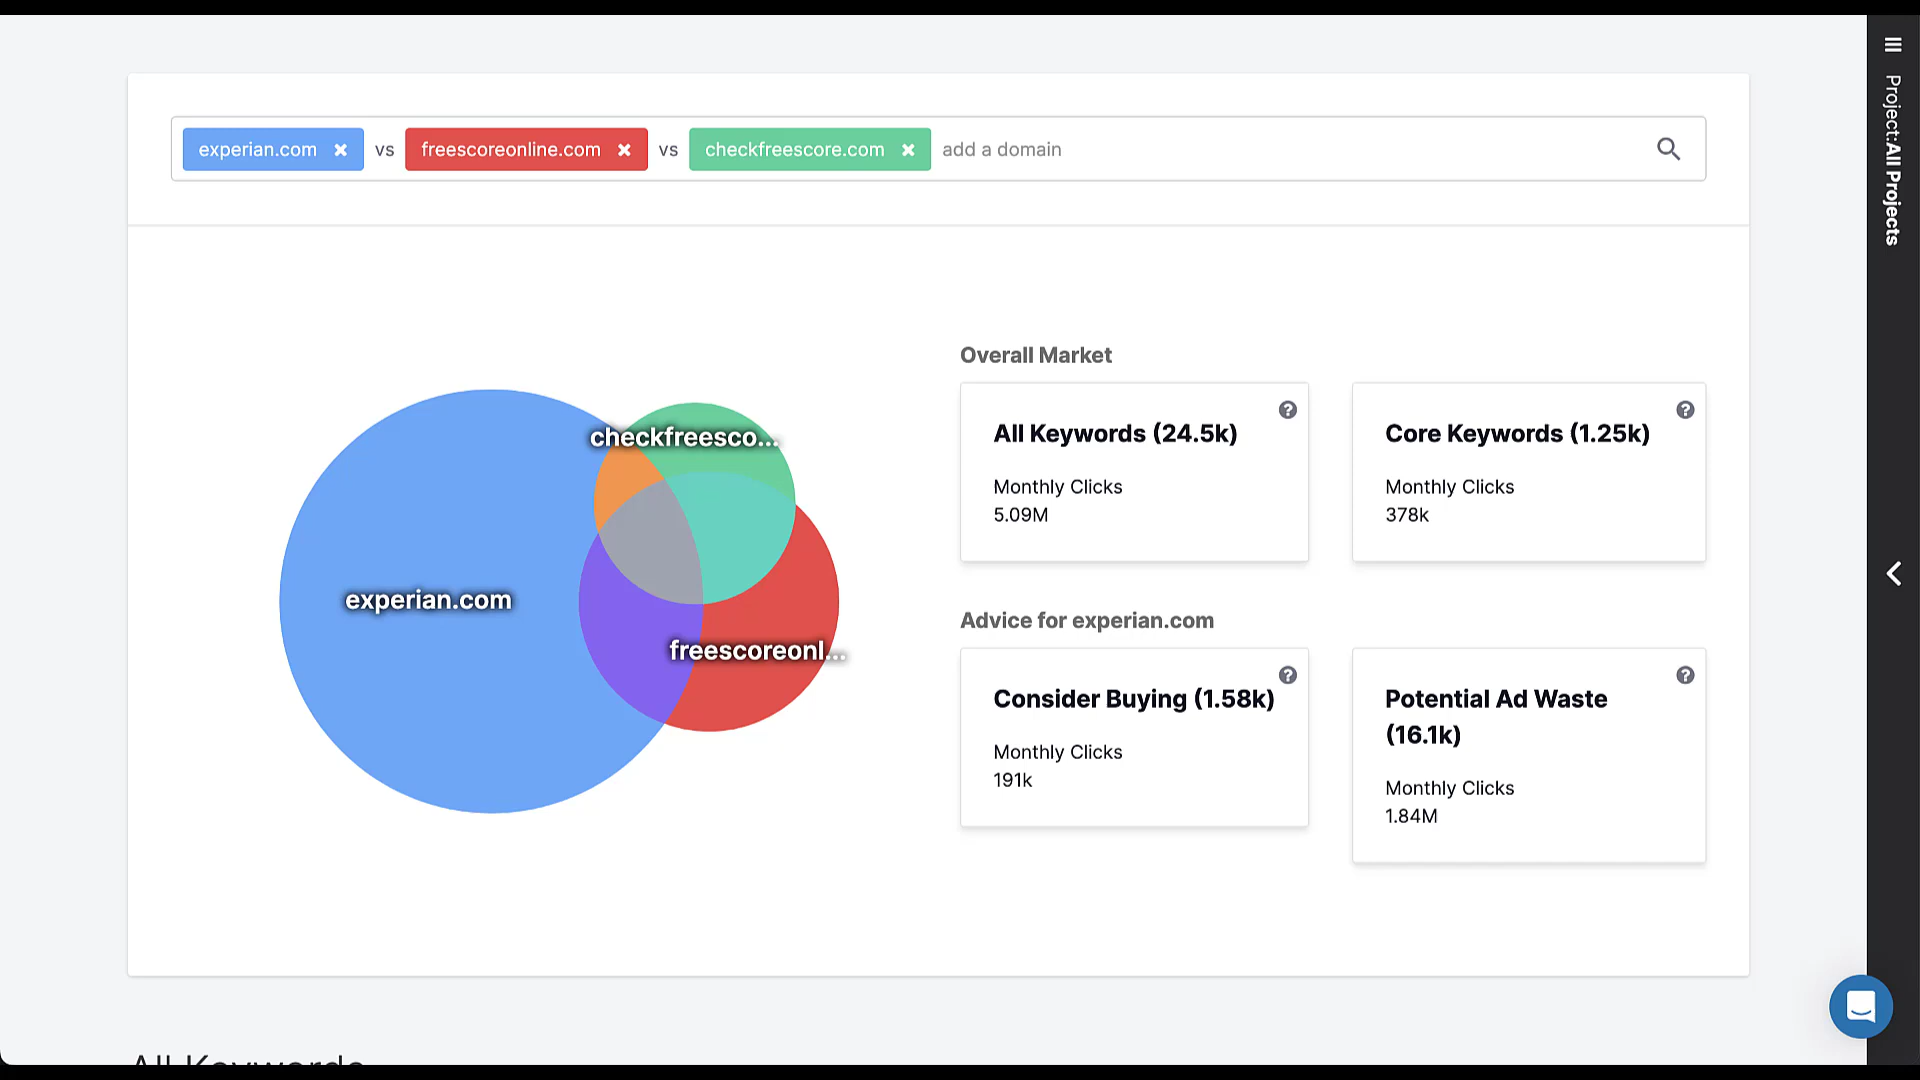 experian.com vs freescoreonline.com vs checkfreescore.com add a domain
Project:All Projects
checkfreesco...
experian.com
freescoreonl...
Overall Market
All Keywords (24.5k)
Monthly Clicks
5.09M
Core Keywords (1.25k)
Monthly Clicks
378k
Advice for experian.com
Consider Buying (1.58k)
Monthly Clicks
191k
Potential Ad Waste
(16.1k)
Monthly Clicks
1.84M
All Keywords